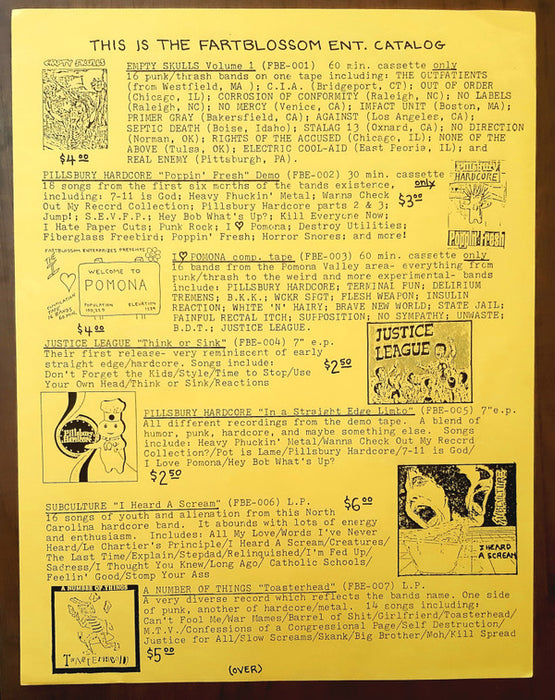 THIS IS THE FARTBLOSSOM ENT. CATALOG
EMPTY SKULLS
$4.00
EMPTY SKULLS Volume 1 (FBE-001) 60 min. cassette only
16 punk/thrash bands on one tape including: THE OUTPATIENTS
(from Westfield, MA ); C.I.A. (Bridgeport, CT); OUT OF ORDER
(Chicago, IL); CORROSION OF CONFORMITY (Raleigh, NC); NO LABELS
(Raleigh, NC); NO MERCY (Venice, CA); IMPACT UNIT (Boston, MA);
PRIMER GRAY (Bakersfield, CA); AGAINST (Los Angeles, CA);
SEPTIC DEATH (Boise, Idaho); STALAG 13 (Oxnard, CA); NO DIRECTION
(Norman, OK); RIGHTS OF THE ACCUSED (Chicago, IL); NONE OF THE
ABOVE (Tulsa, OK); ELECTRIC COOL-AID (East Peoria, IL); and
REAL ENEMY (Pittsburgh, PA).
PILLSBURY HARDCORE "Poppin' Fresh" Demo (FBE-002) 30 min. cassette
only
18 songs from the first six months of the bands existence,
including: 7-11 is God; Heavy Phuckin' Metal; Wanna Check
Out My Record Collection; Pillsbury Hardcore parts 2 & 3;
Jump!; S.E.V.F.P.; Hey Bob What's Up?; Kill Everyone Now;
I Hate Paper Cuts; Punk Rock; I ♡ Pomona; Destroy Utilities;
Fiberglass Freebird; Poppin' Fresh; Horror Snores; and more!
$3.00
PILLSBURY
HARDCORE
Poppin' Fresh
FARTBLOSSOM ENTERPRIZES PRESENTS
WELCOME TO
POMONA
POPULATION
ELEVATION
$4.00
I ♡ POMONA comp. tape (FBE-003) 60 min. cassette only
16 bands from the Pomona Valley area- everything from
punk/thrash to the weird and more experimental- bands
include: PILLSBURY HARDCORE; TERMINAL FUN; DELIRIUM
TREMENS; B.K.K.; WCKR SPGT; FLESH WEAPON; INSULIN
REACTION; WHITE 'N' HAIRY; BRAVE NEW WORLD; STATE JAIL;
PAINFUL RECTAL ITCH; SUPPOSITION; NO SYMPATHY; UNWASTE;
B.D.T.; JUSTICE LEAGUE.
JUSTICE LEAGUE "Think or Sink" (FBE-004) 7" e.p.
Their first release- very reminiscent of early
straight edge/hardcore. Songs include:
Don't Forget the Kids/Style/Time to Stop/Use
Your Own Head/Think or Sink/Reactions
$2.50
JUSTICE
LEAGUE
Pillsbury
Hardcore
$2.50
PILLSBURY HARDCORE "In a Straight Edge Limbo" (FBE-005) 7"e.p.
All different recordings from the demo tape. A blend of
humor, punk, hardcore, and maybe something else. Songs
include: Heavy Phuckin' Metal/Wanna Check Out My Record
Collection?/Pot is Lame/Pillsbury Hardcore/7-11 is God/
I Love Pomona/Hey Bob What's Up?
SUBCULTURE "I Heard A Scream" (FBE-006) L.P.
$6.00
16 songs of youth and alienation from this North
Carolina hardcore band. It abounds with lots of energy
and enthusiasm. Includes: All My Love/Words I've Never
Heard/Le Chartier's Principle/I Heard A Scream/Creatures/
The Last Time/Explain/Stepdad/Relinquished/I'm Fed Up/
Sadness/I Thought You Knew/Long Ago/ Catholic Schools/
Feelin' Good/Stomp Your Ass
SUBCULTURE
I HEARD
A SCREAM
A NUMBER OF THINGS
TOASTERHEAD
$5.00
A NUMBER OF THINGS "Toasterhead" (FBE-007) L.P.
A very diverse record which reflects the bands name. One side
of punk, another of hardcore/metal. 14 songs including:
Can't Fool Me/War Mames/Barrel of Shit/Girlfriend/Toasterhead/
M.T.V./Confessions of a Congressional Page/Self Destruction/
Justice for All/Slow Screams/Skank/Big Brother/Moh/Kill Spread
(OVER)